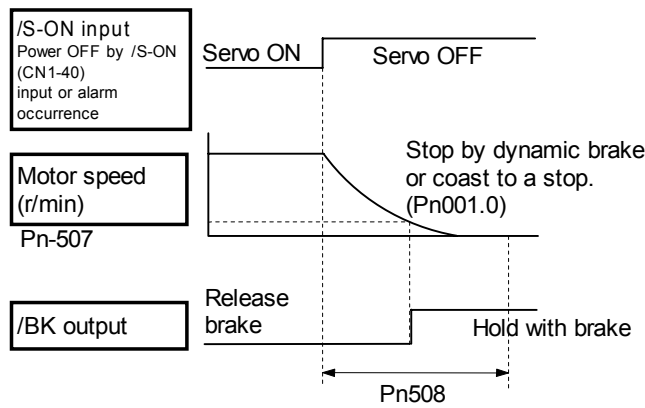 /S-ON input
Power OFF by /S-ON
(CN1-40)
input or alarm
occurrence
Servo ON
Servo OFF
Motor speed
(r/min)
Pn-507
Stop by dynamic brake
or coast to a stop.
(Pn001.0)
/BK output
Release
brake
Hold with brake
Pn508